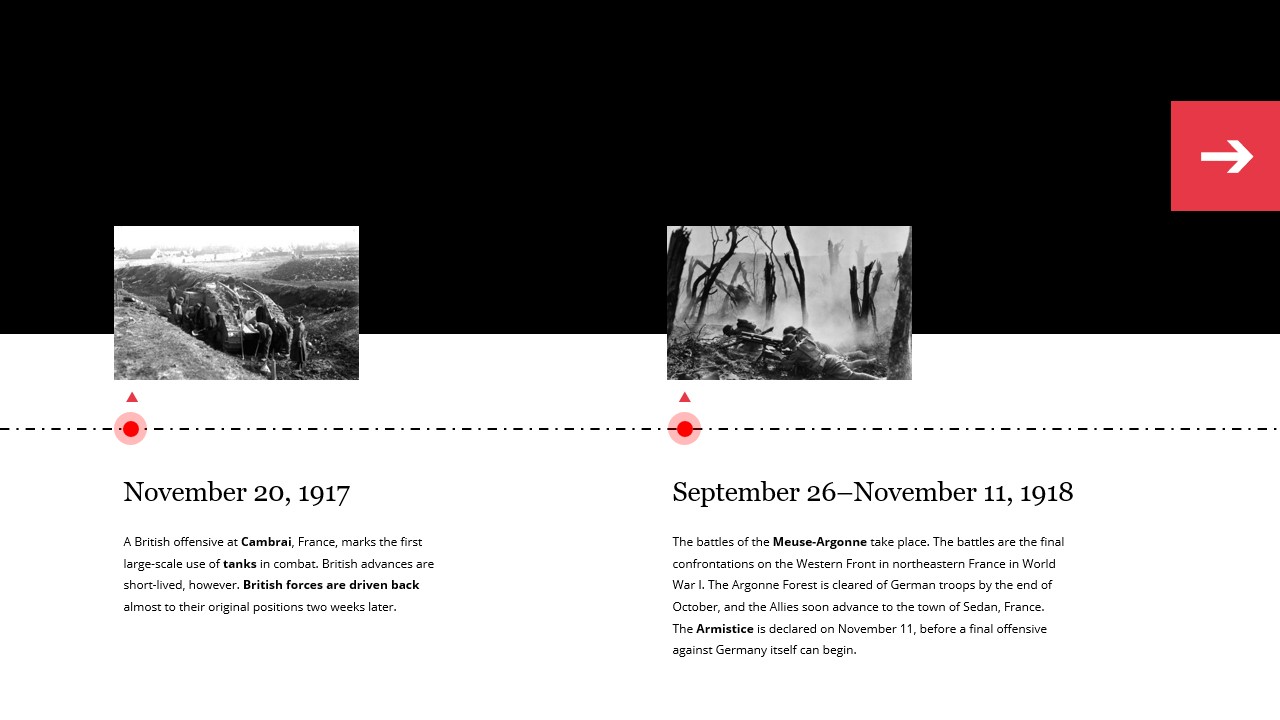 November 20, 1917
A British offensive at Cambrai, France, marks the first
large-scale use of tanks in combat. British advances are
short-lived, however. British forces are driven back
almost to their original positions two weeks later.
September 26–November 11, 1918
The battles of the Meuse-Argonne take place. The battles are the final
confrontations on the Western Front in northeastern France in World
War I. The Argonne Forest is cleared of German troops by the end of
October, and the Allies soon advance to the town of Sedan, France.
The Armistice is declared on November 11, before a final offensive
against Germany itself can begin.